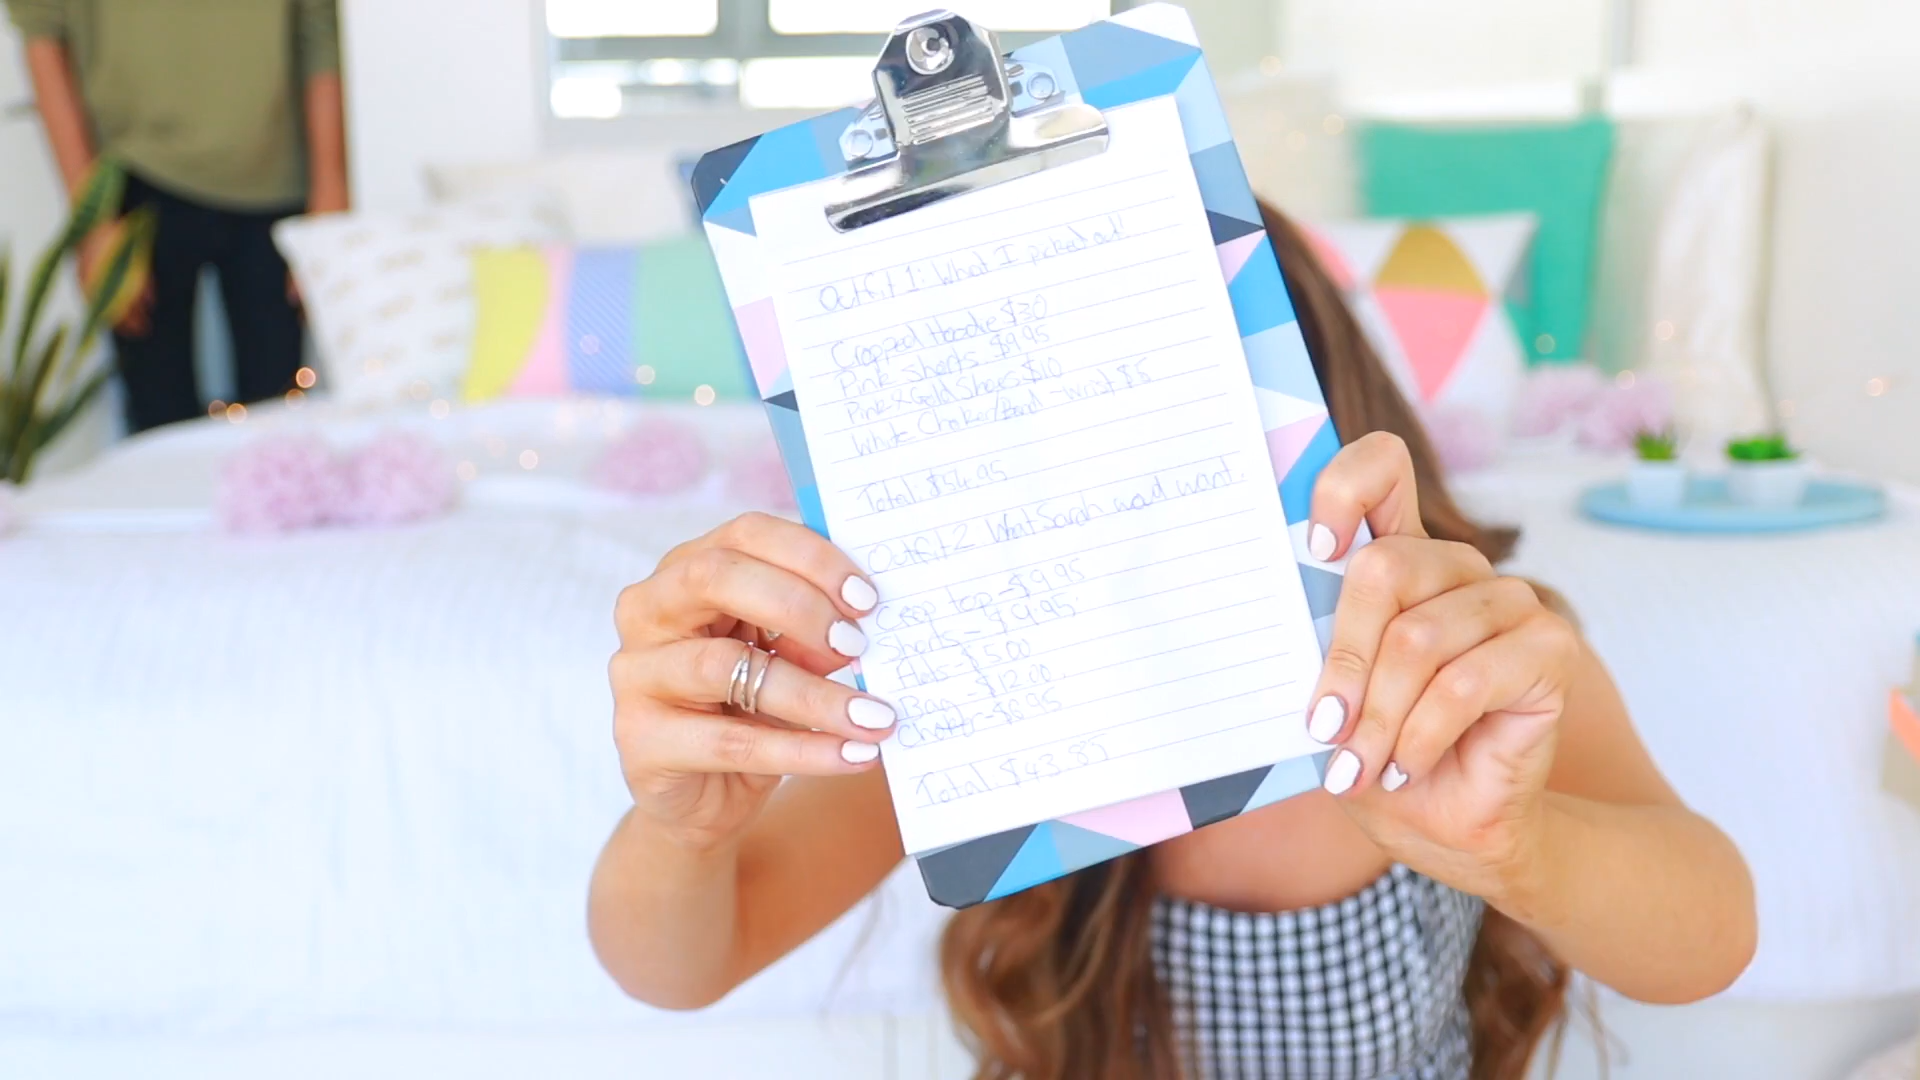 Outfit 1: What I picked out!
Cropped Hoodie $30
Pink Shorts $9.95
Pink & Gold Shoes $10
White Choker/Band - Wrist $5
Total: $54.95
Outfit 2 What Sarah would want.
Crop top - $9.95
Shorts - $9.95
Flats - $5.00
Bag - $12.00
Choker - $6.95
Total: $43.85